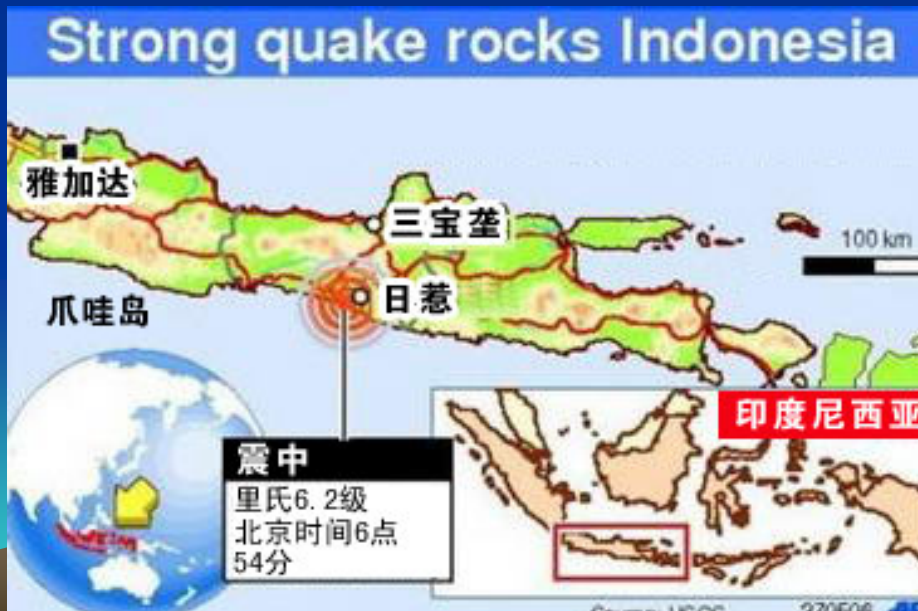 Strong quake rocks Indonesia
雅加达
三宝垄
100 km
日惹
爪哇岛
印度尼西亚
震中
里氏6.2级
北京时间6点
54分
270506